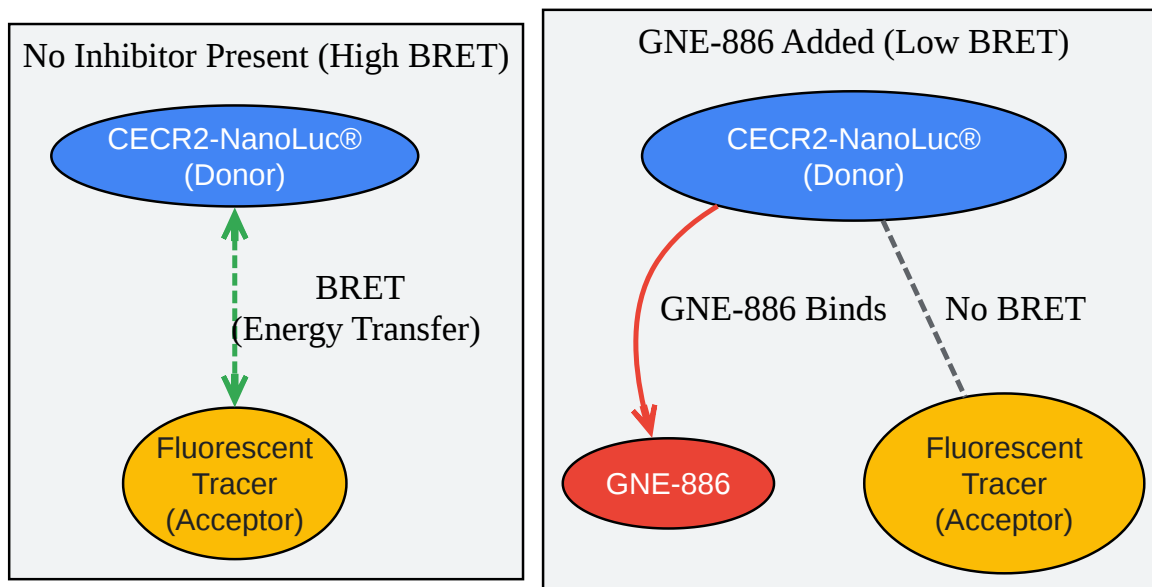 No Inhibitor Present (High BRET)
CECR2-NanoLuc®
(Donor)
BRET
(Energy Transfer)
Fluorescent
Tracer
(Acceptor)
GNE-886 Added (Low BRET)
CECR2-NanoLuc®
(Donor)
GNE-886 Binds
No BRET
GNE-886
Fluorescent
Tracer
(Acceptor)